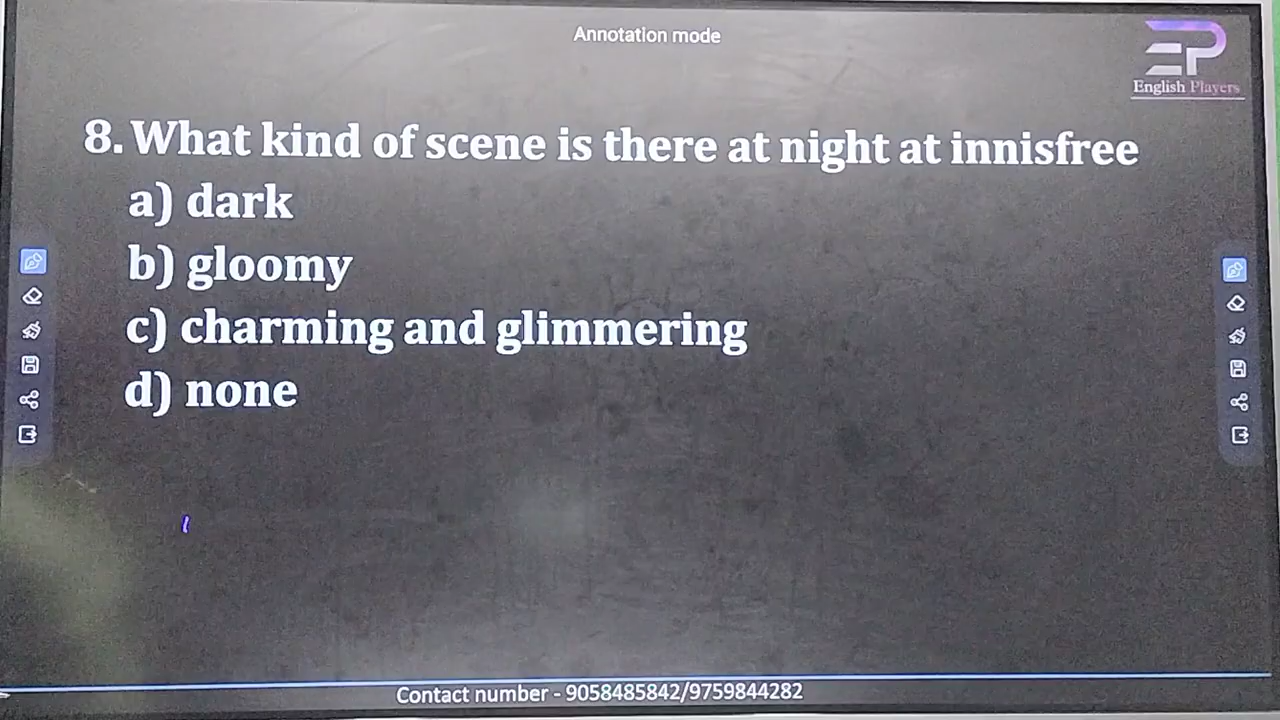 Annotation mode
EP
English Players
8. What kind of scene is there at night at innisfree
a) dark
b) gloomy
c) charming and glimmering
d) none
Contact number - 9058485842/9759844282